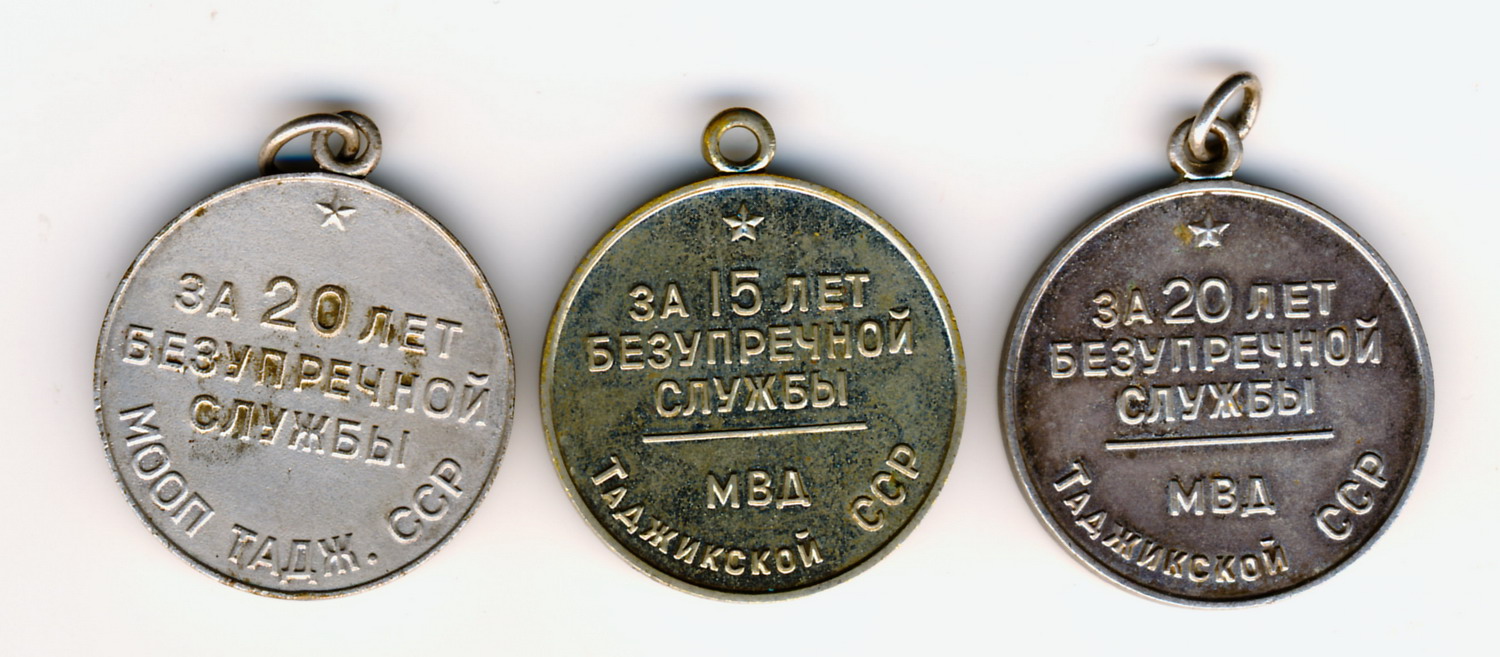 ЗА 20 ЛЕТ
БЕЗУПРЕЧНОЙ
СЛУЖБЫ
МООП ТАДЖ. ССР
ЗА 15 ЛЕТ
БЕЗУПРЕЧНОЙ
СЛУЖБЫ
МВД
ТАДЖИКСКОЙ ССР
ЗА 20 ЛЕТ
БЕЗУПРЕЧНОЙ
СЛУЖБЫ
МВД
ТАДЖИКСКОЙ ССР